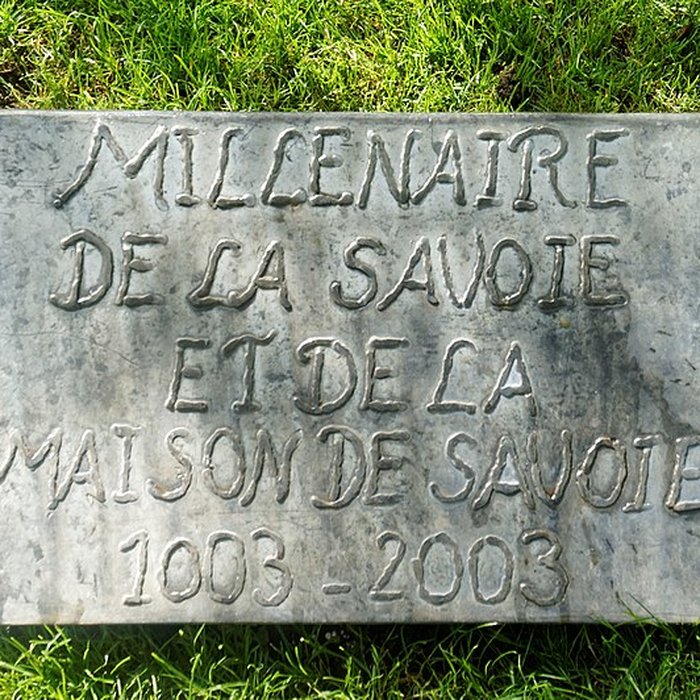 MILLENAIRE
DE LA SAVOIE
ET DE LA
MAISON DE SAVOIE
1003 - 2003